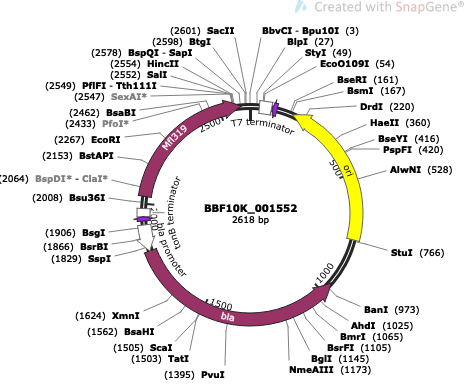 Created with SnapGene®
(2601) SacII
(2598) BtgI
(2578) BspQI - SapI
(2554) HincII
(2552) SalI
(2549) PflFI - Tth111I
(2547) SexAI*
(2462) BsaBI
(2433) PfoI*
(2267) EcoRI
(2153) BstAPI
(2064) BspDI* - ClaI*
(2008) Bsu36I
(1906) BsgI
(1866) BsrBI
(1829) SspI
(1624) XmnI
(1562) BsaHI
(1505) ScaI
(1503) TatI
(1395) PvuI
BbvCI - Bpu10I (3)
BlpI (27)
StyI (49)
EcoO109I (54)
BseRI (161)
BsmI (167)
DrdI (220)
HaeII (360)
BseYI (416)
PspFI (420)
AlwNI (528)
StuI (766)
BanI (973)
AhdI (1025)
BmrI (1065)
BsrFI (1105)
BglI (1145)
NmeAIII (1173)
T7 terminator
Mfl319
ori
bla
tonB terminator
bla promoter
500
1000
1500
2500
BBF10K_001552
2618 bp